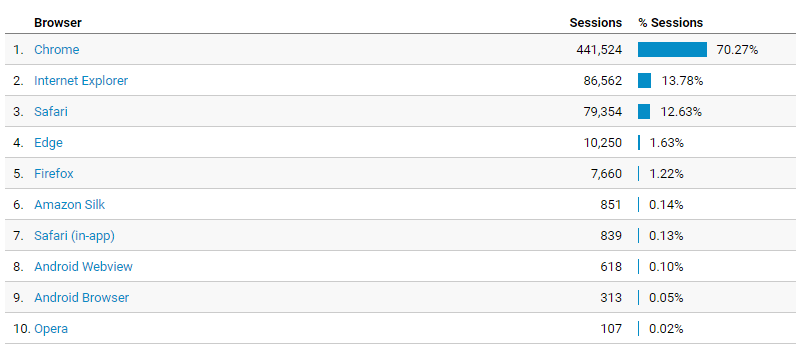 Browser Sessions % Sessions
1. Chrome 441,524 70.27%
2. Internet Explorer 86,562 13.78%
3. Safari 79,354 12.63%
4. Edge 10,250 1.63%
5. Firefox 7,660 1.22%
6. Amazon Silk 851 0.14%
7. Safari (in-app) 839 0.13%
8. Android Webview 618 0.10%
9. Android Browser 313 0.05%
10. Opera 107 0.02%